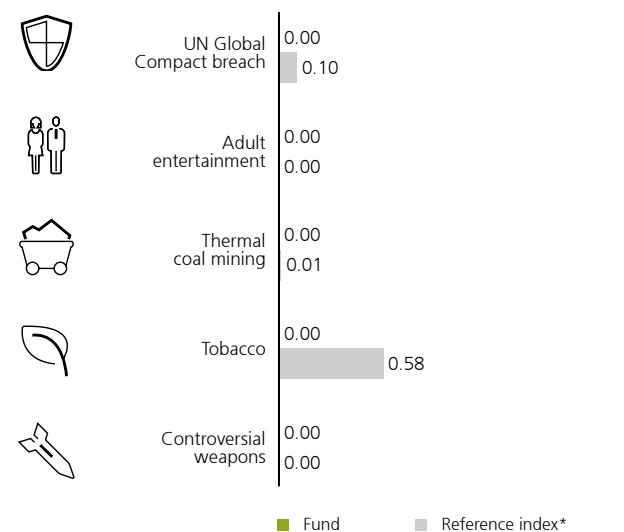 UN Global
Compact breach
0.00
0.10
Adult
entertainment
0.00
0.00
Thermal
coal mining
0.00
0.01
Tobacco
0.00
0.58
Controversial
weapons
0.00
0.00
Fund
Reference index*